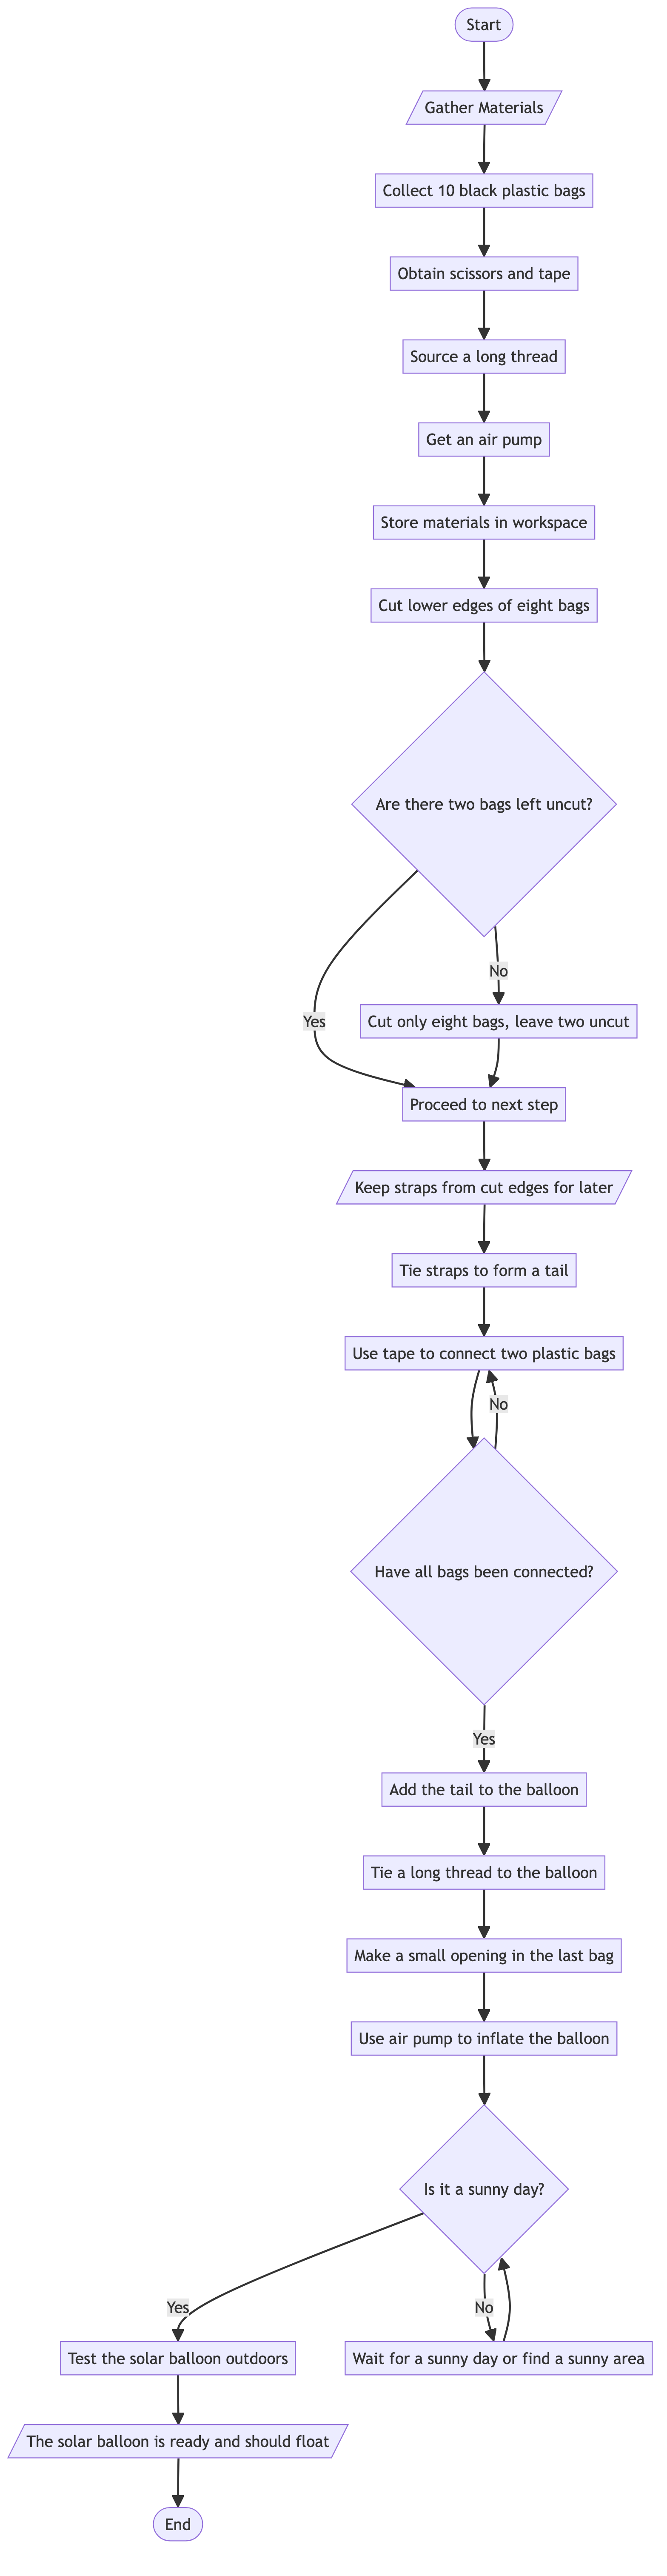 Start
Gather Materials
Collect 10 black plastic bags
Obtain scissors and tape
Source a long thread
Get an air pump
Store materials in workspace
Cut lower edges of eight bags
Are there two bags left uncut?
No
Yes
Cut only eight bags, leave two uncut
Proceed to next step
Keep straps from cut edges for later
Tie straps to form a tail
Use tape to connect two plastic bags
No
Have all bags been connected?
Yes
Add the tail to the balloon
Tie a long thread to the balloon
Make a small opening in the last bag
Use air pump to inflate the balloon
Is it a sunny day?
Yes
No
Test the solar balloon outdoors
Wait for a sunny day or find a sunny area
The solar balloon is ready and should float
End